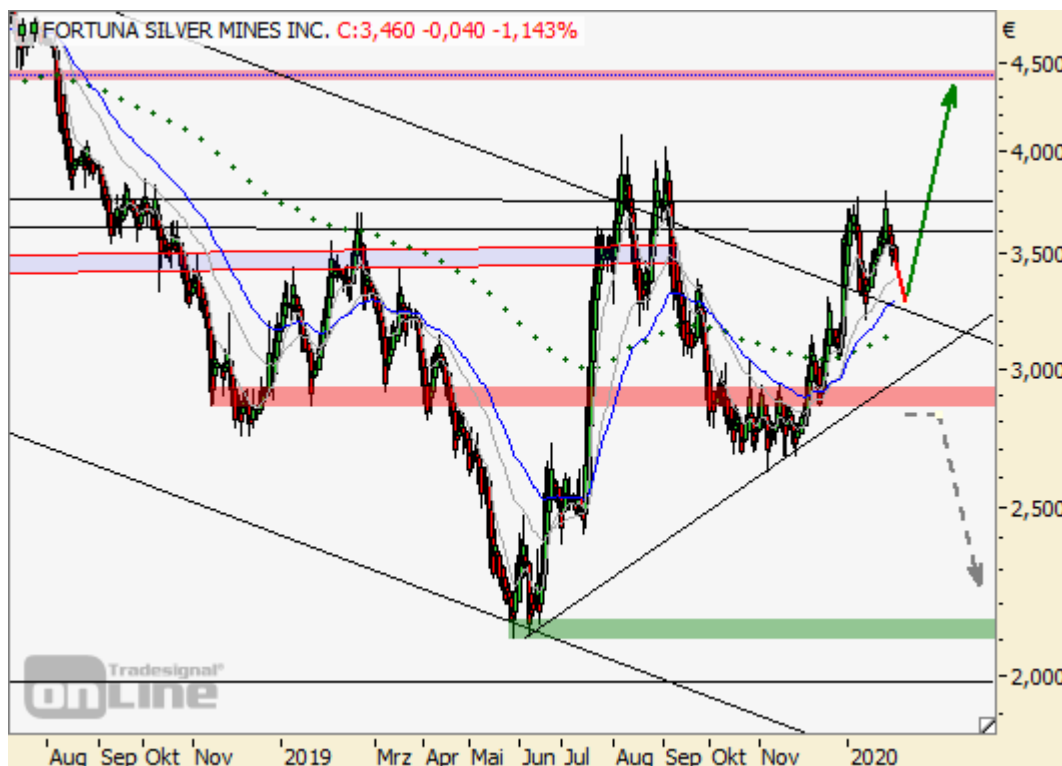 FORTUNA SILVER MINES INC. C:3,460 -0,040 -1,143%
€
4,500
4,000
3,500
3,000
2,500
2,000
Tradesignal®
onLine
Aug Sep Okt Nov 2019 Mrz Apr Mai Jun Jul Aug Sep Okt Nov 2020